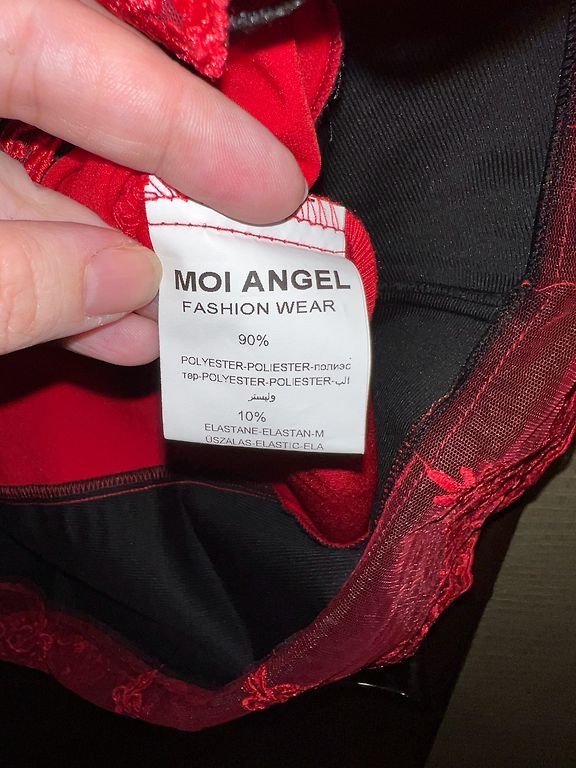 MOI ANGEL
FASHION WEAR
90%
POLYESTER-POLIESTER-полиэс
тер-POLYESTER-POLIESTER-الب
وليستر
10%
ELASTANE-ELASTAN-M
ÜSZALAS-ELASTIC-ELA